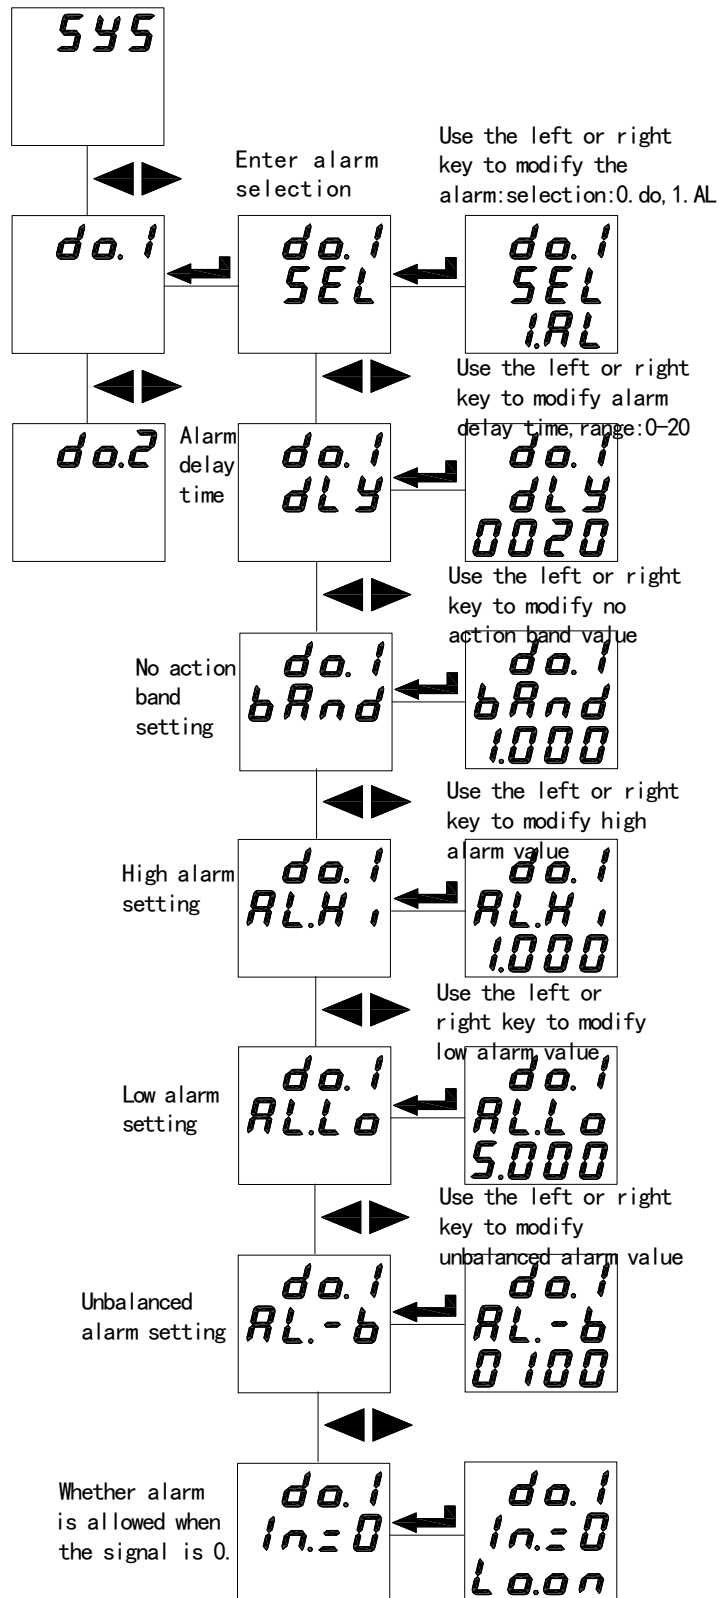 SYS
Enter alarm
selection
Use the left or right
key to modify the
alarm:selection:0.do,1.AL
do.1
do.1
SEL
do.1
SEL
1.AL
Use the left or right
key to modify alarm
delay time,range:0-20
do.2
Alarm
delay
time
do.1
dLY
do.1
dLY
0020
Use the left or right
key to modify no
action band value
No action
band
setting
do.1
bAnd
do.1
bAnd
1.000
Use the left or right
key to modify high
alarm value
High alarm
setting
do.1
AL.Hi
do.1
AL.Hi
1.000
Use the left or
right key to modify
low alarm value
Low alarm
setting
do.1
AL.Lo
do.1
AL.Lo
5.000
Use the left or right
key to modify
unbalanced alarm value
Unbalanced
alarm setting
do.1
AL.-b
do.1
AL.-b
0100
Whether alarm
is allowed when
the signal is 0.
do.1
in.=0
do.1
in.=0
Lo.on